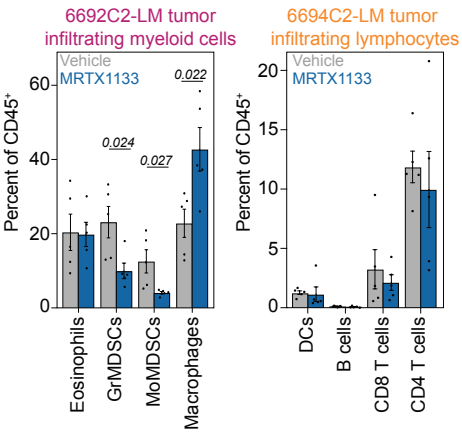 6692C2-LM tumor
infiltrating myeloid cells
Vehicle
MRTX1133
Percent of CD45⁺
60
40
20
0
0.024
0.027
0.022
Eosinophils
GrMDSCs
MoMDSCs
Macrophages
6694C2-LM tumor
infiltrating lymphocytes
Vehicle
MRTX1133
Percent of CD45⁺
20
15
10
5
0
DCs
B cells
CD8 T cells
CD4 T cells